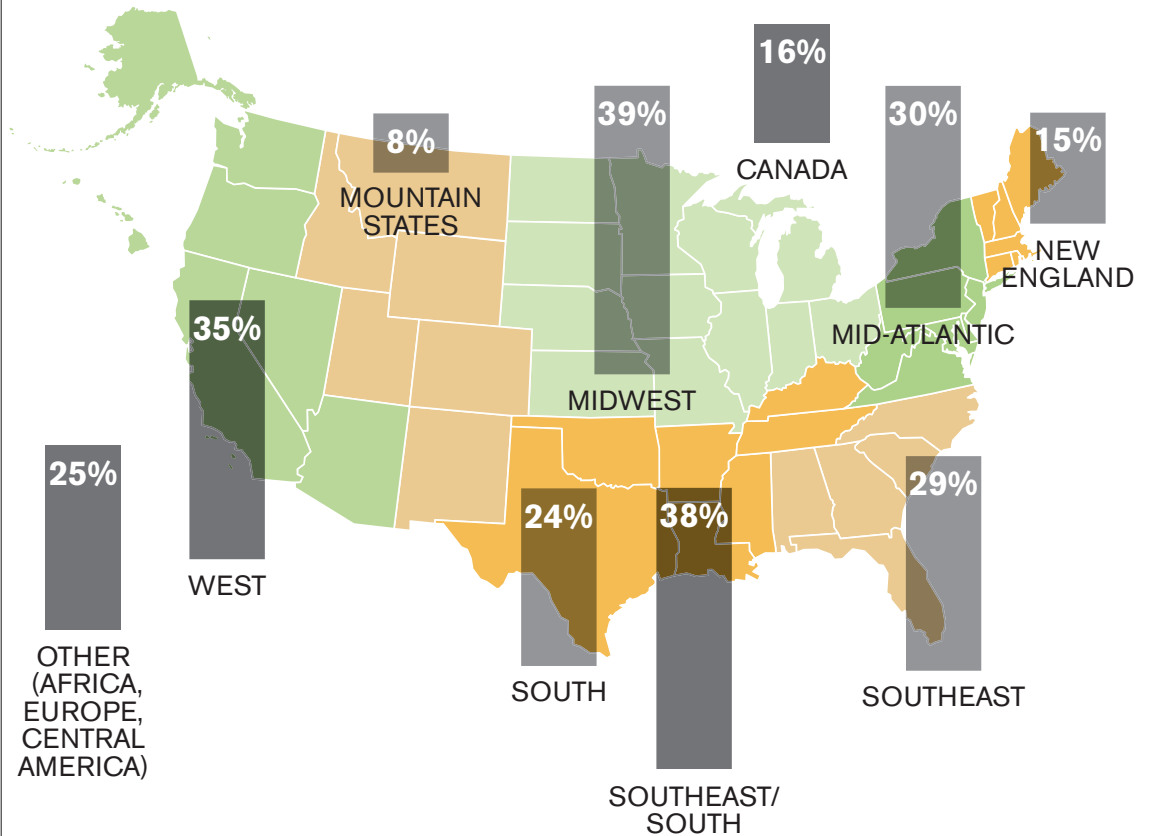 16%
CANADA
39%
MIDWEST
30%
MID-ATLANTIC
15%
NEW
ENGLAND
8%
MOUNTAIN
STATES
35%
WEST
25%
OTHER
(AFRICA,
EUROPE,
CENTRAL
AMERICA)
24%
SOUTH
38%
SOUTHEAST/
SOUTH
29%
SOUTHEAST